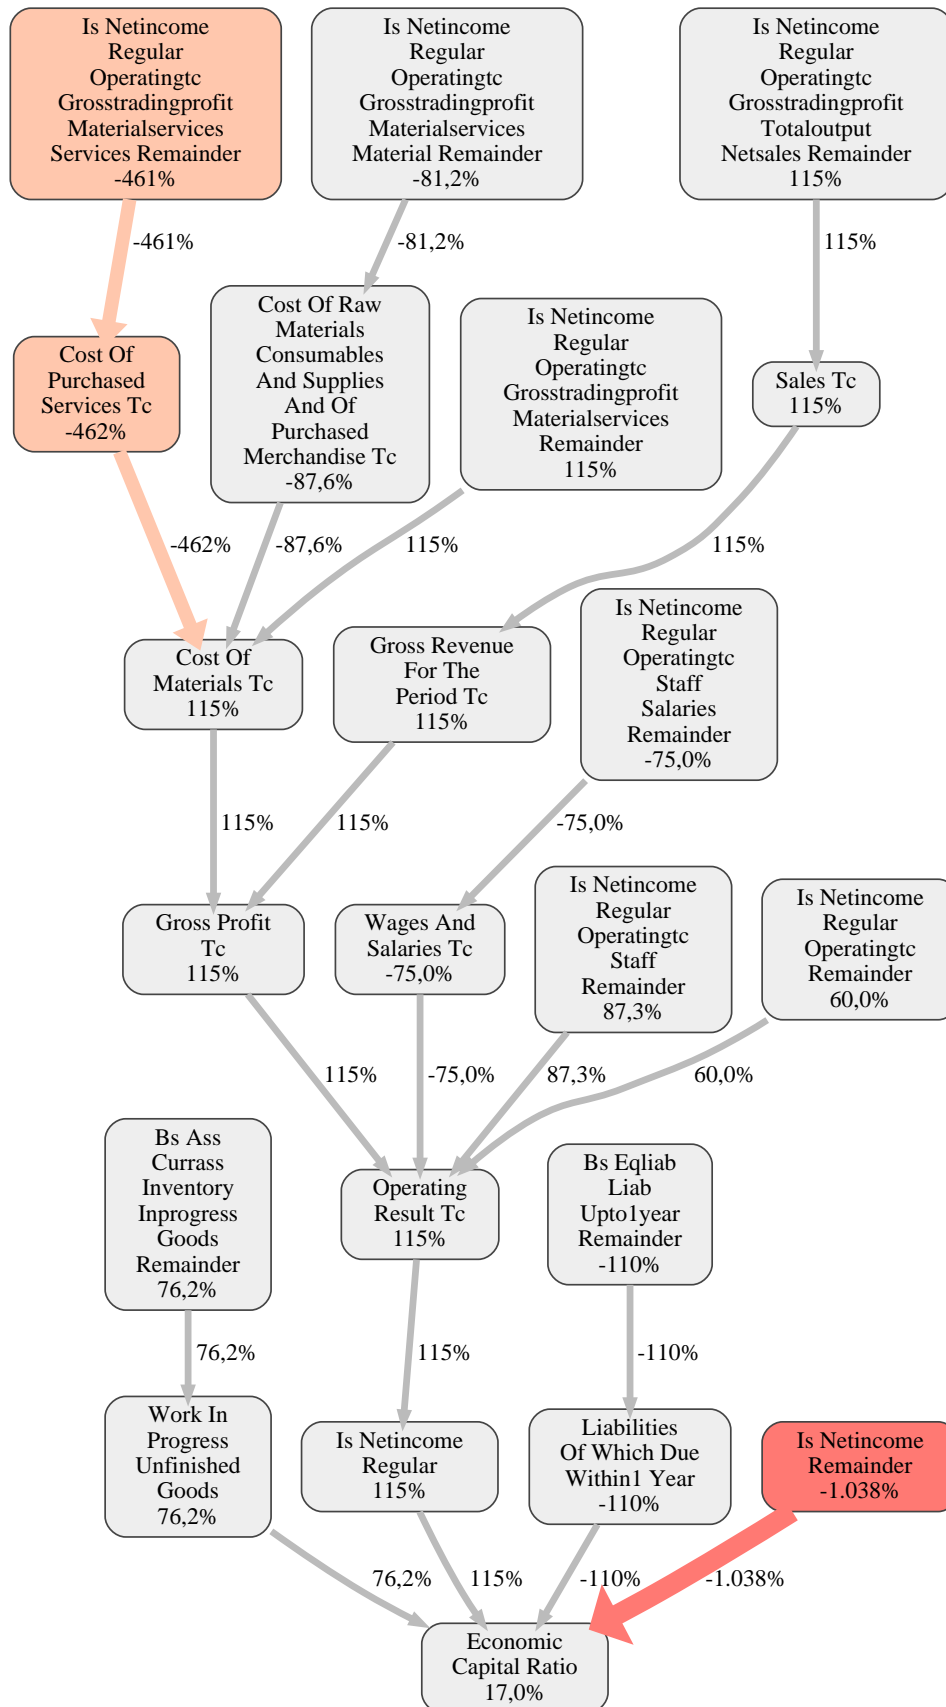 Is Netincome
Regular
Operatingtc
Grosstradingprofit
Materialservices
Services Remainder
-461%
Is Netincome
Regular
Operatingtc
Grosstradingprofit
Materialservices
Material Remainder
-81,2%
Is Netincome
Regular
Operatingtc
Grosstradingprofit
Totaloutput
Netsales Remainder
115%
-461%
-81,2%
115%
Cost Of
Purchased
Services Tc
-462%
Cost Of Raw
Materials
Consumables
And Supplies
And Of
Purchased
Merchandise Tc
-87,6%
Is Netincome
Regular
Operatingtc
Grosstradingprofit
Materialservices
Remainder
115%
Sales Tc
115%
-462%
-87,6%
115%
115%
Cost Of
Materials Tc
115%
Gross Revenue
For The
Period Tc
115%
Is Netincome
Regular
Operatingtc
Staff
Salaries
Remainder
-75,0%
115%
115%
-75,0%
Gross Profit
Tc
115%
Wages And
Salaries Tc
-75,0%
Is Netincome
Regular
Operatingtc
Staff
Remainder
87,3%
Is Netincome
Regular
Operatingtc
Remainder
60,0%
115%
-75,0%
87,3%
60,0%
Bs Ass
Currass
Inventory
Inprogress
Goods
Remainder
76,2%
Operating
Result Tc
115%
Bs Eqliab
Liab
Upto1year
Remainder
-110%
76,2%
115%
-110%
Work In
Progress
Unfinished
Goods
76,2%
Is Netincome
Regular
115%
Liabilities
Of Which Due
Within1 Year
-110%
Is Netincome
Remainder
-1.038%
76,2%
115%
-110%
-1.038%
Economic
Capital Ratio
17,0%